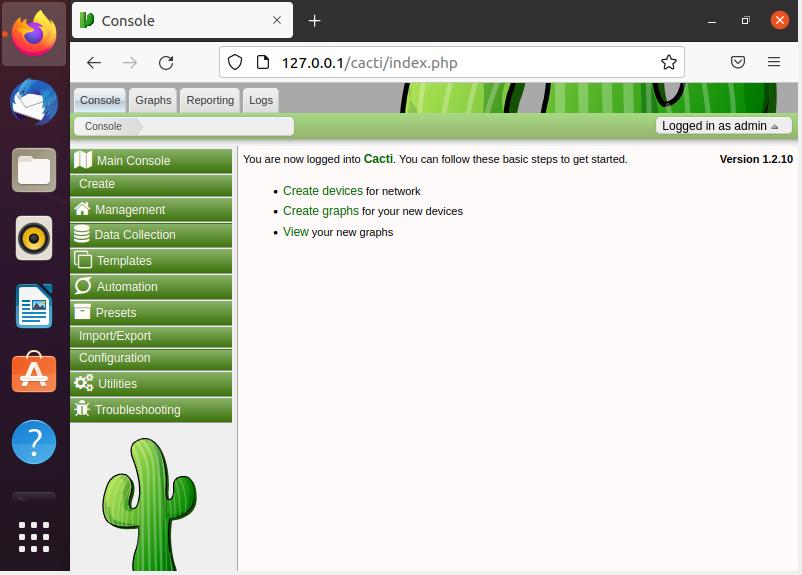 Console
127.0.0.1/cacti/index.php
Console Graphs Reporting Logs
Console
Logged in as admin
Main Console
Create
Management
Data Collection
Templates
Automation
Presets
Import/Export
Configuration
Utilities
Troubleshooting
You are now logged into Cacti. You can follow these basic steps to get started.
Version 1.2.10
• Create devices for network
• Create graphs for your new devices
• View your new graphs